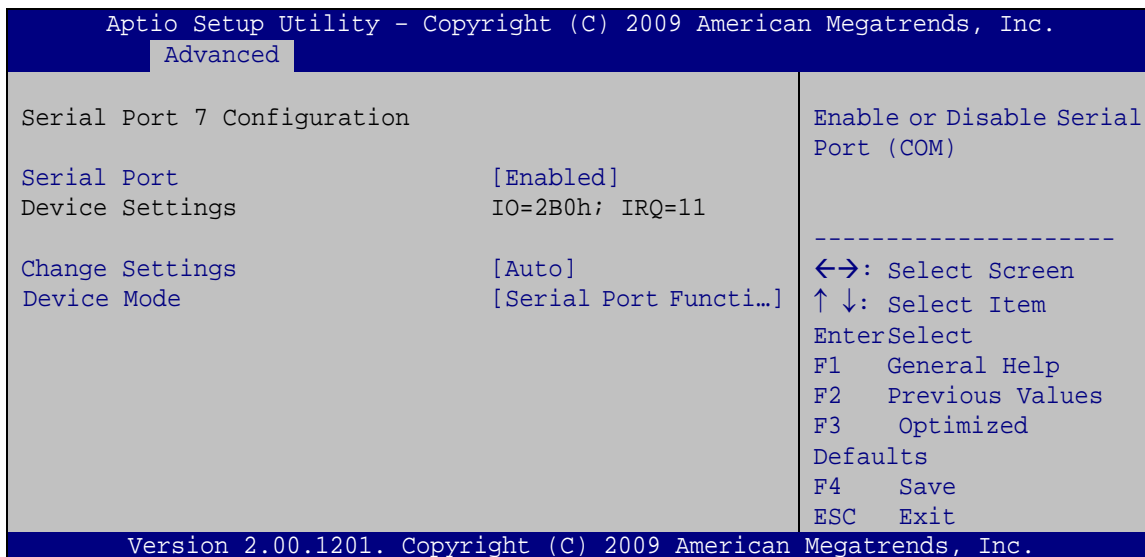 Aptio Setup Utility – Copyright (C) 2009 American Megatrends, Inc.
Advanced
Serial Port 7 Configuration
Serial Port [Enabled]
Device Settings IO=2B0h; IRQ=11
Change Settings [Auto]
Device Mode [Serial Port Functi…]
Enable or Disable Serial
Port (COM)
---------------------
←→: Select Screen
↑ ↓: Select Item
EnterSelect
F1 General Help
F2 Previous Values
F3 Optimized
Defaults
F4 Save
ESC Exit
Version 2.00.1201. Copyright (C) 2009 American Megatrends, Inc.